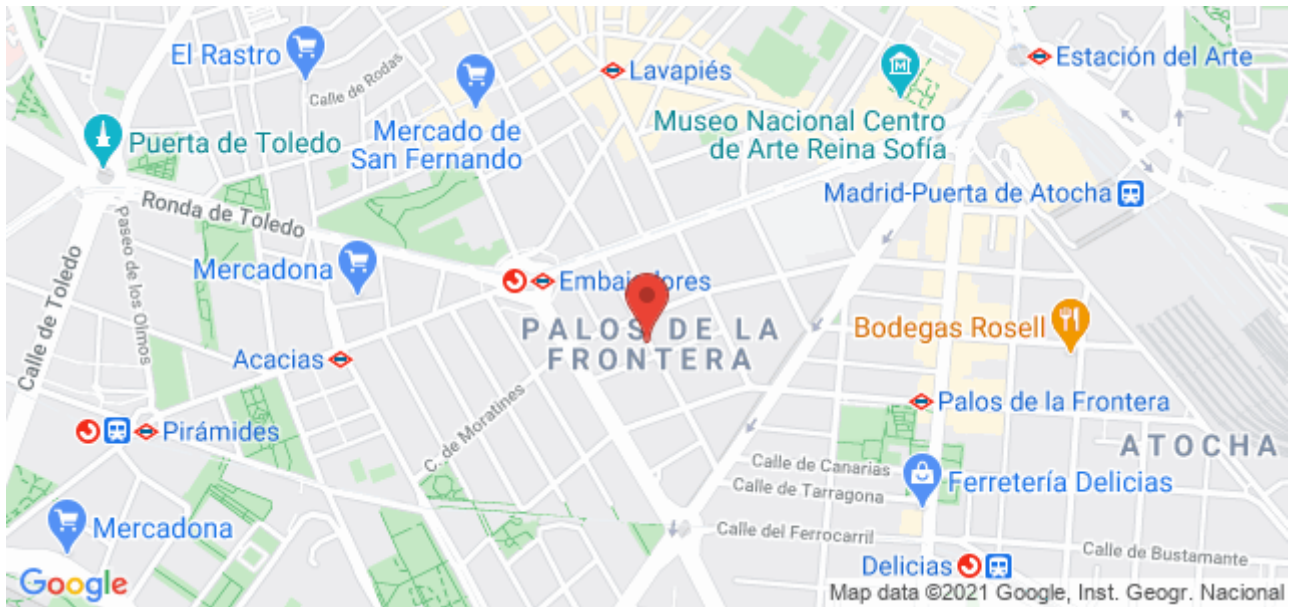 El Rastro
Calle de Rodas
Lavapiés
Estación del Arte
Puerta de Toledo
Mercado de
San Fernando
Museo Nacional Centro
de Arte Reina Sofía
Madrid-Puerta de Atocha
Ronda de Toledo
Paseo de los Olmos
Calle de Toledo
Mercadona
Embajadores
PALOS DE LA
FRONTERA
Bodegas Rosell
Acacias
C. de Moratines
Palos de la Frontera
Pirámides
ATOCHA
Calle de Canarias
Calle de Tarragona
Ferretería Delicias
Mercadona
Calle del Ferrocarril
Calle de Bustamante
Delicias
Google
Map data ©2021 Google, Inst. Geogr. Nacional